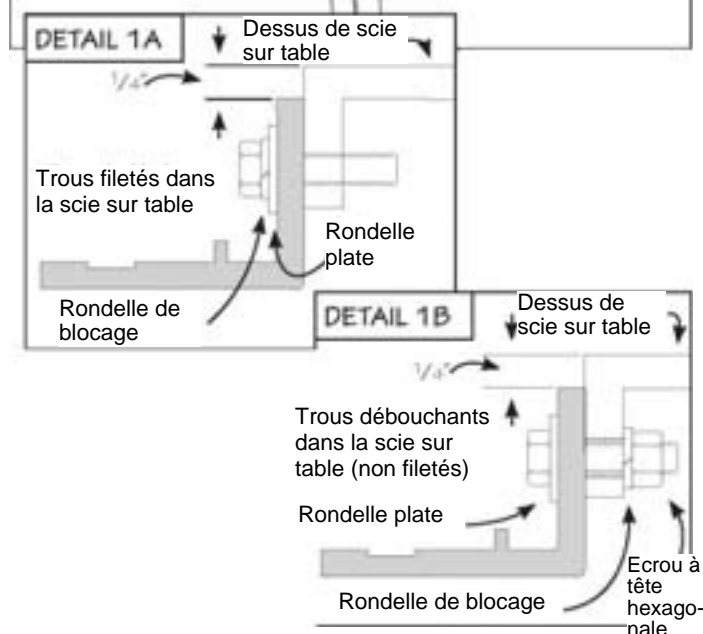 DETAIL 1A
Dessus de scie
sur table
1/4"
Trous filetés dans
la scie sur table
Rondelle
plate
Rondelle de
blocage
DETAIL 1B
Dessus de
scie sur table
1/4"
Trous débouchants
dans la scie sur
table (non filetés)
Rondelle plate
Rondelle de blocage
Ecrou à
tête
hexago-
nale